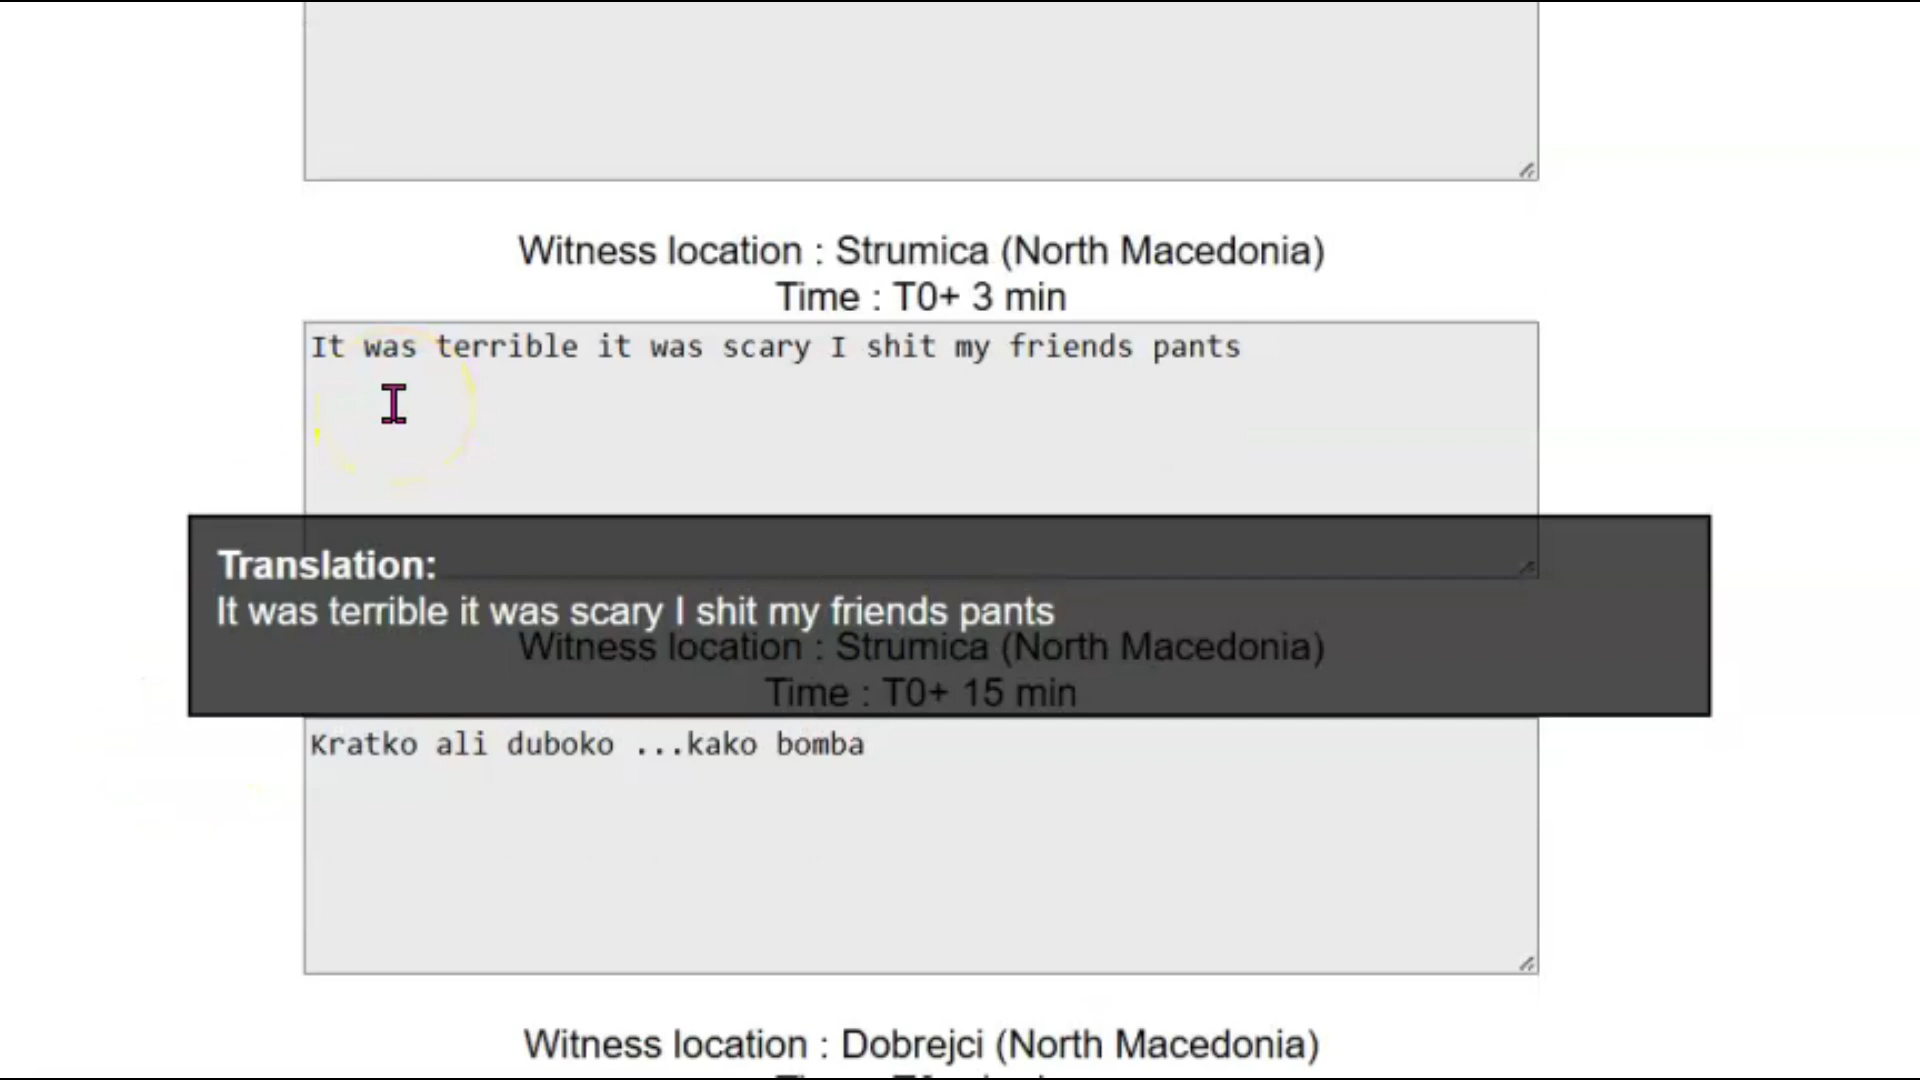 Witness location : Strumica (North Macedonia)
Time : T0+ 3 min
It was terrible it was scary I shit my friends pants
Translation:
It was terrible it was scary I shit my friends pants
Witness location : Strumica (North Macedonia)
Time : T0+ 15 min
Kratko ali duboko ...kako bomba
Witness location : Dobrejci (North Macedonia)